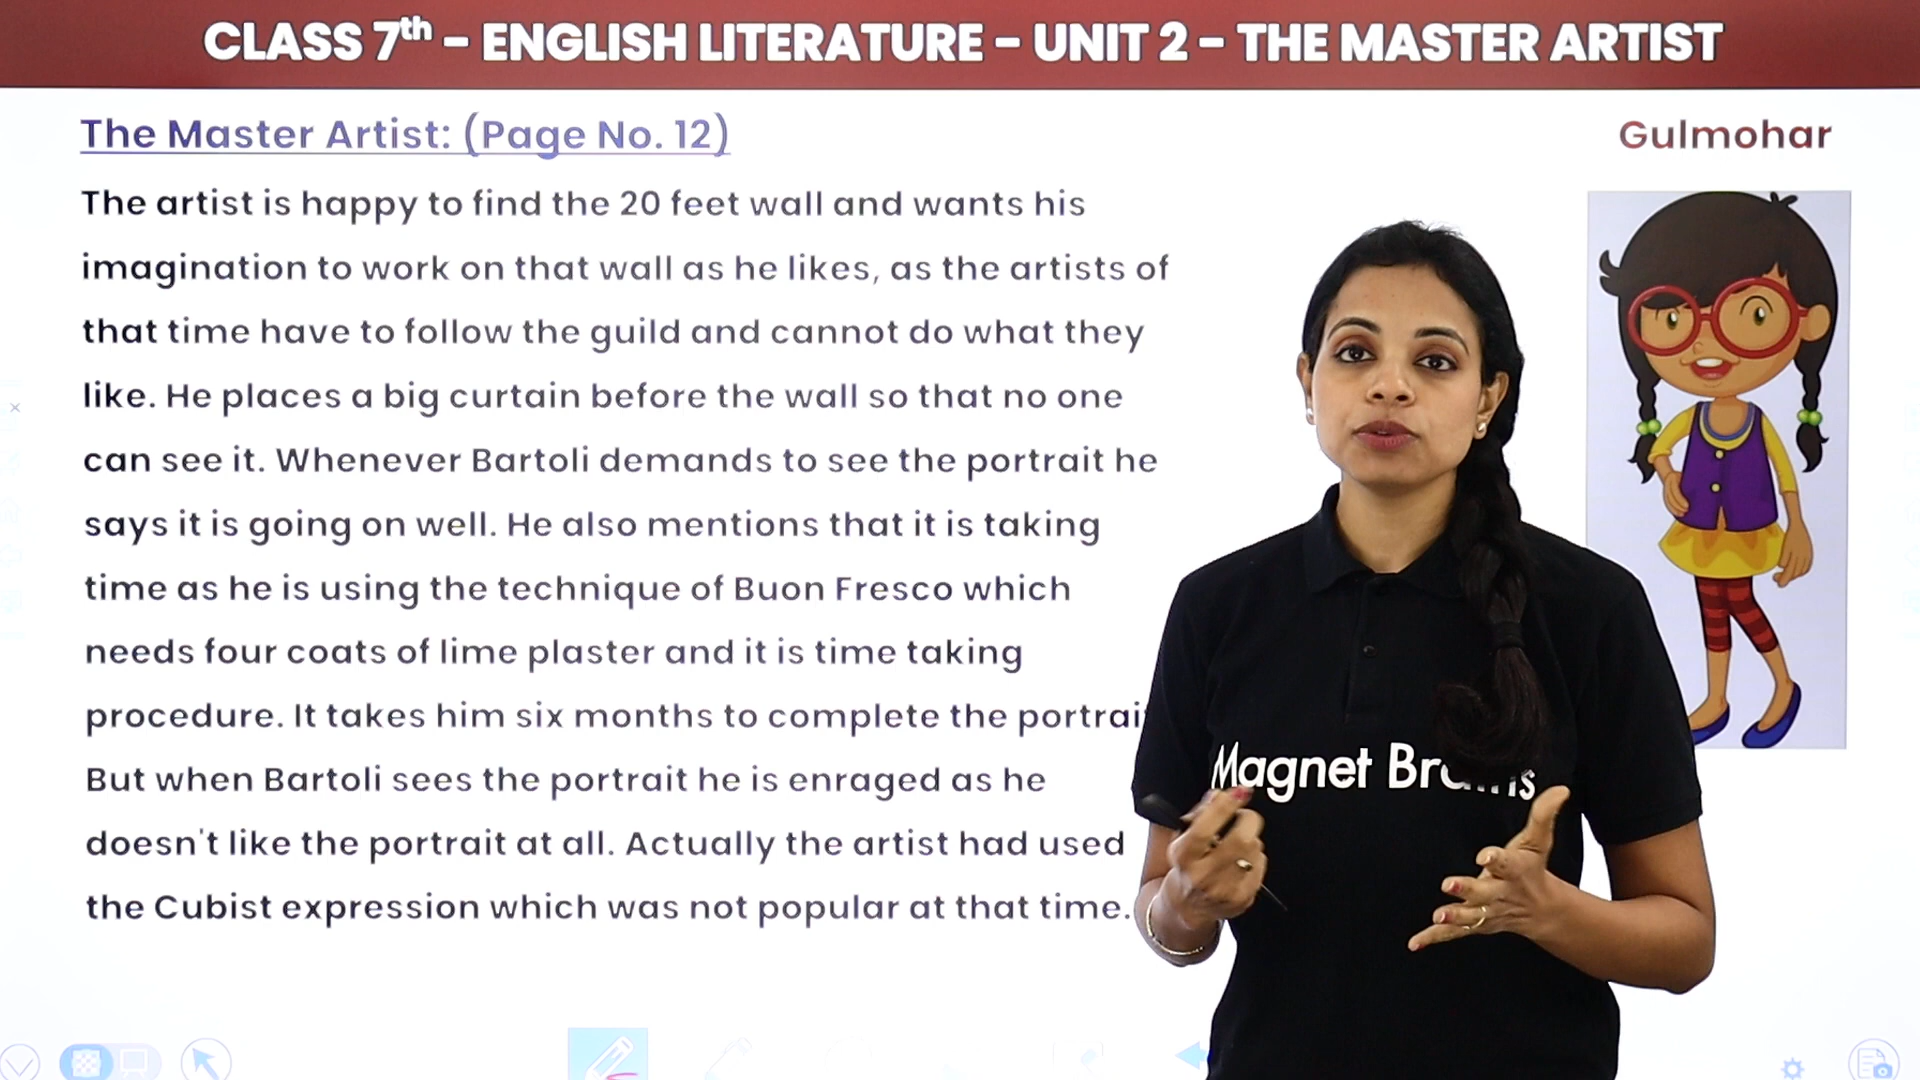 CLASS 7th - ENGLISH LITERATURE - UNIT 2 - THE MASTER ARTIST
The Master Artist: (Page No. 12)
Gulmohar
The artist is happy to find the 20 feet wall and wants his
imagination to work on that wall as he likes, as the artists of
that time have to follow the guild and cannot do what they
like. He places a big curtain before the wall so that no one
can see it. Whenever Bartoli demands to see the portrait he
says it is going on well. He also mentions that it is taking
time as he is using the technique of Buon Fresco which
needs four coats of lime plaster and it is time taking
procedure. It takes him six months to complete the portrait
But when Bartoli sees the portrait he is enraged as he
doesn't like the portrait at all. Actually the artist had used
the Cubist expression which was not popular at that time.
Magnet Brains